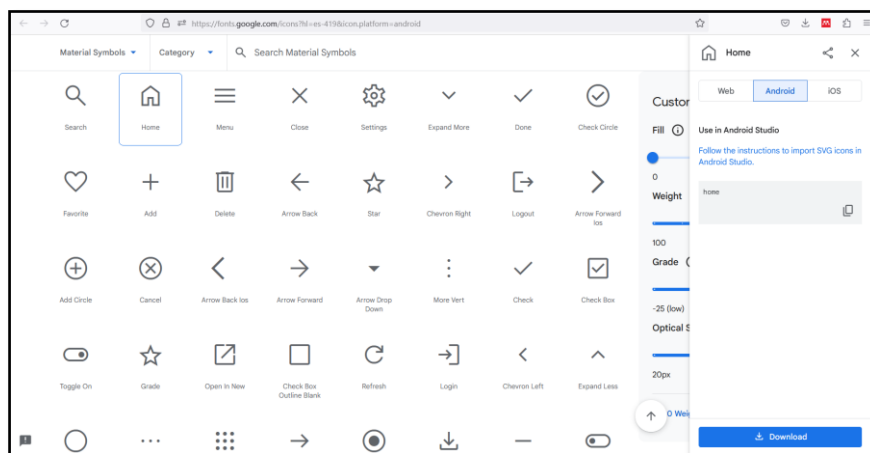 https://fonts.google.com/icons?hl=es-419&icon.platform=android
Material Symbols
Category
Search Material Symbols
Search
Home
Menu
Close
Settings
Expand More
Done
Check Circle
Favorite
Add
Delete
Arrow Back
Star
Chevron Right
Logout
Arrow Forward
Ios
Add Circle
Cancel
Arrow Back Ios
Arrow Forward
Arrow Drop
Down
More Vert
Check
Check Box
Toggle On
Grade
Open In New
Check Box
Outline Blank
Refresh
Login
Chevron Left
Expand Less
Custor
Fill
0
Weight
100
Grade
-25 (low)
Optical S
20px
0 Wei
Home
Web
Android
iOS
Use in Android Studio
Follow the instructions to import SVG icons in
Android Studio.
home
Download